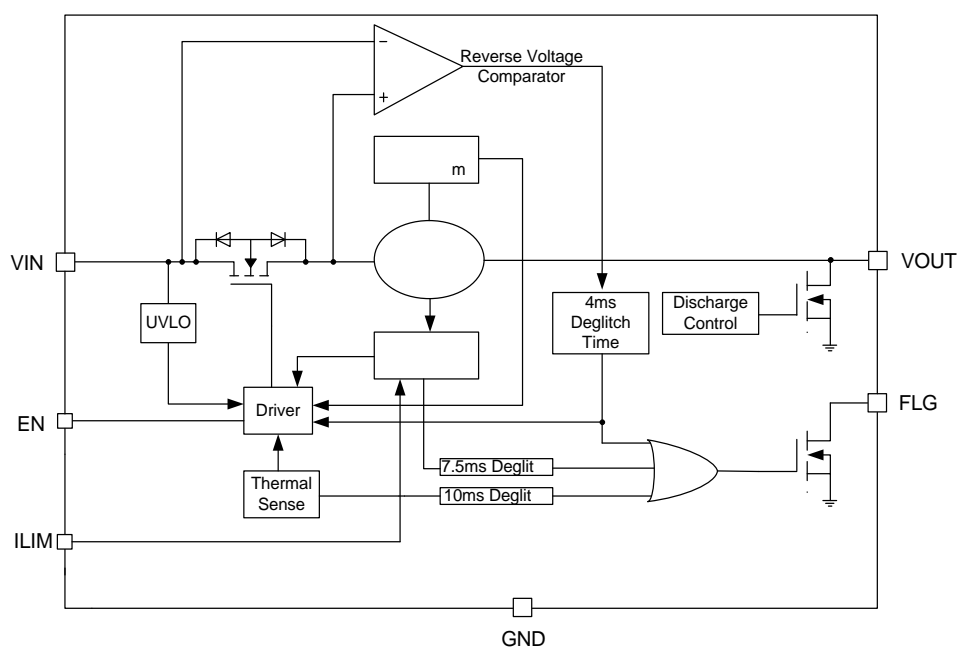 Reverse Voltage
Comparator
−
+
m
VIN
VOUT
UVLO
4ms
Deglitch
Time
Discharge
Control
EN
Driver
FLG
7.5ms Deglit
Thermal
Sense
10ms Deglit
ILIM
GND